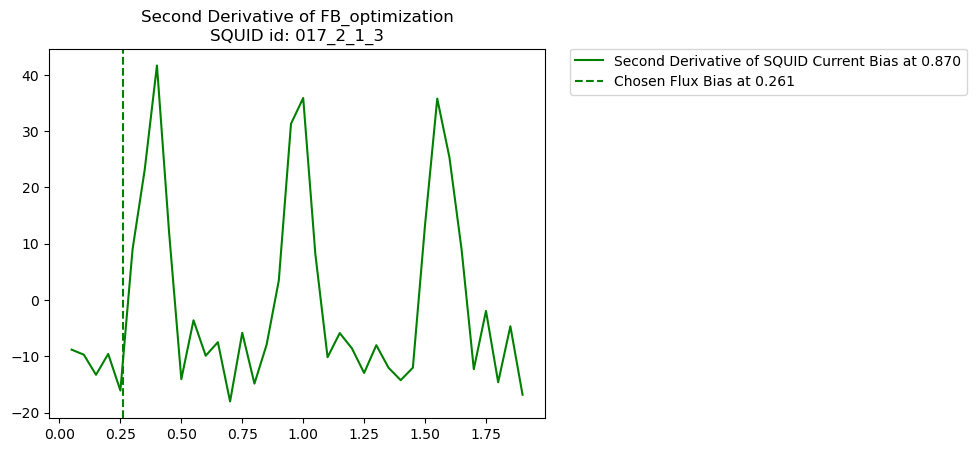 Second Derivative of FB_optimization
SQUID id: 017_2_1_3
Second Derivative of SQUID Current Bias at 0.870
Chosen Flux Bias at 0.261
40
30
20
10
0
−10
−20
0.00 0.25 0.50 0.75 1.00 1.25 1.50 1.75